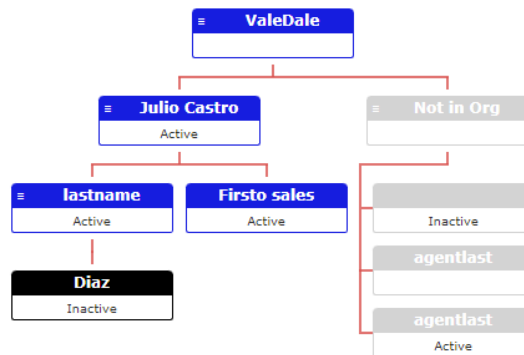 ValeDale
Julio Castro
Active
Not in Org
lastname
Active
Firsto sales
Active
Inactive
agentlast
agentlast
Active
Diaz
Inactive